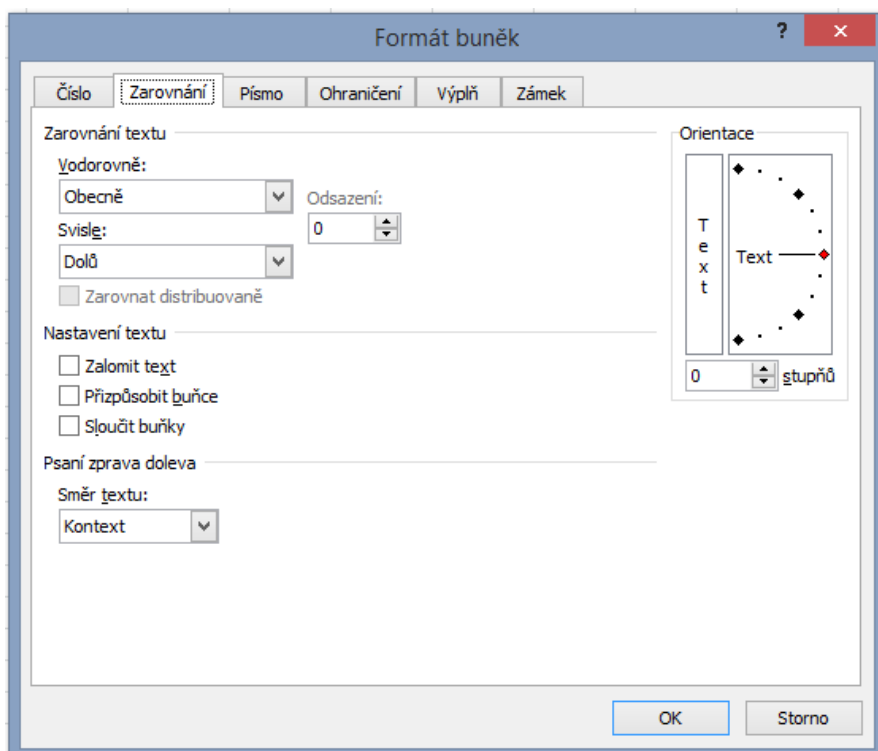 Formát buněk
?
Číslo Zarovnání Písmo Ohraničení Výplň Zámek
Zarovnání textu
Vodorovně:
Obecně
Odsazení:
0
Svisle:
Dolů
Zarovnat distribuovaně
Nastavení textu
Zalomit text
Přizpůsobit buňce
Sloučit buňky
Psaní zprava doleva
Směr textu:
Kontext
Orientace
Text
Text
0 stupňů
OK Storno